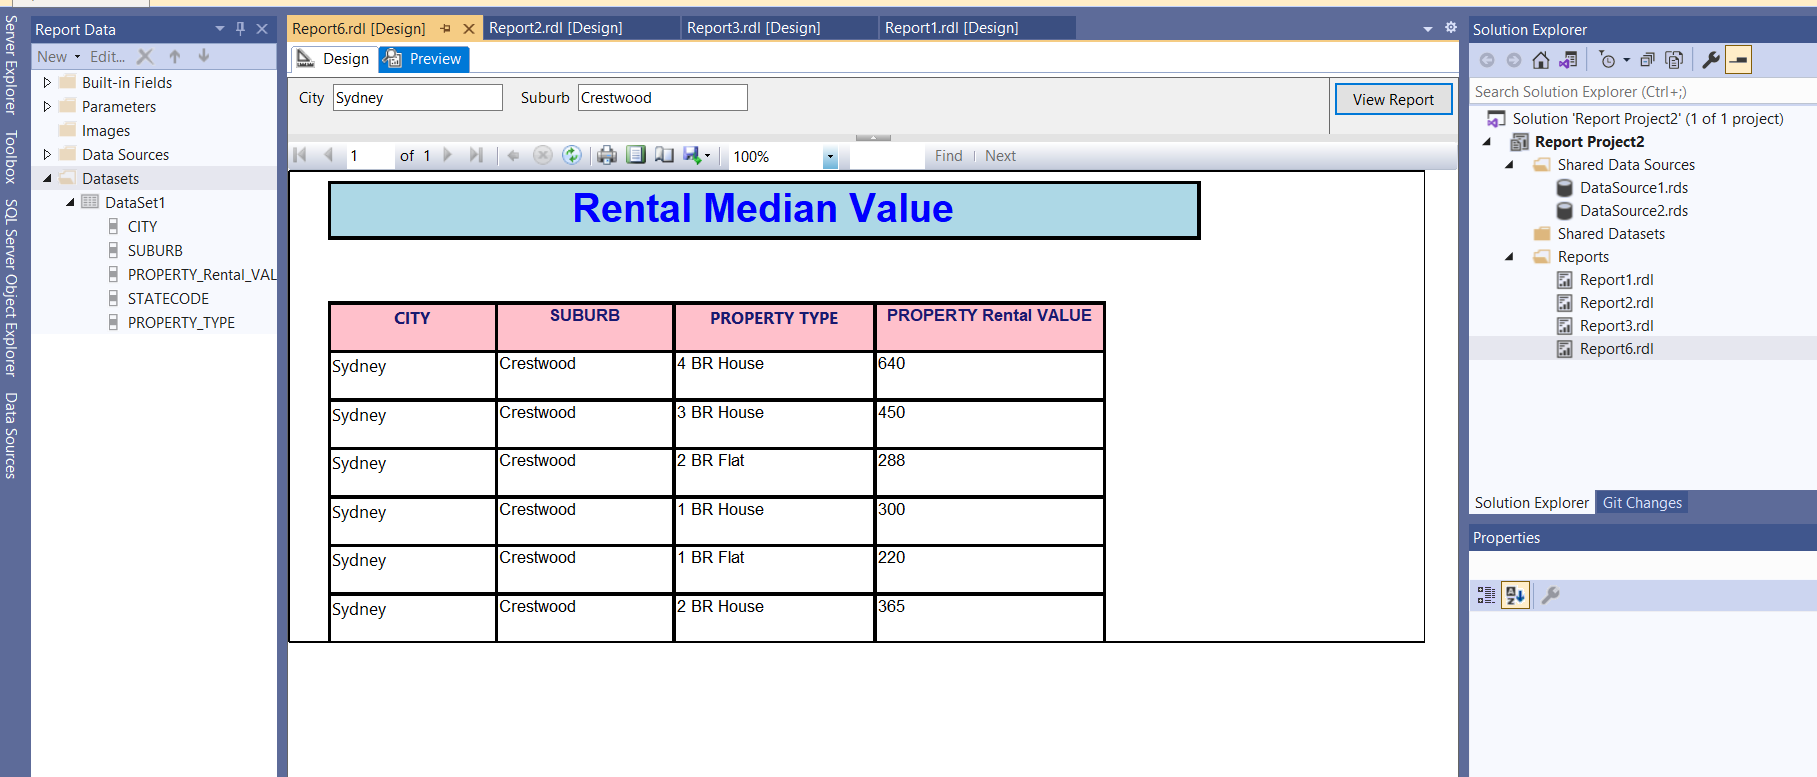 Server Explorer
Toolbox
SQL Server Object Explorer
Data Sources
Report Data
New Edit...
Built-in Fields
Parameters
Images
Data Sources
Datasets
DataSet1
CITY
SUBURB
PROPERTY_Rental_VAL
STATECODE
PROPERTY_TYPE
Report6.rdl [Design] Report2.rdl [Design] Report3.rdl [Design] Report1.rdl [Design]
Design Preview
City Sydney Suburb Crestwood View Report
1 of 1 100% Find | Next
Rental Median Value
CITY SUBURB PROPERTY TYPE PROPERTY Rental VALUE
Sydney Crestwood 4 BR House 640
Sydney Crestwood 3 BR House 450
Sydney Crestwood 2 BR Flat 288
Sydney Crestwood 1 BR House 300
Sydney Crestwood 1 BR Flat 220
Sydney Crestwood 2 BR House 365
Solution Explorer
Search Solution Explorer (Ctrl+;)
Solution 'Report Project2' (1 of 1 project)
Report Project2
Shared Data Sources
DataSource1.rds
DataSource2.rds
Shared Datasets
Reports
Report1.rdl
Report2.rdl
Report3.rdl
Report6.rdl
Solution Explorer Git Changes
Properties